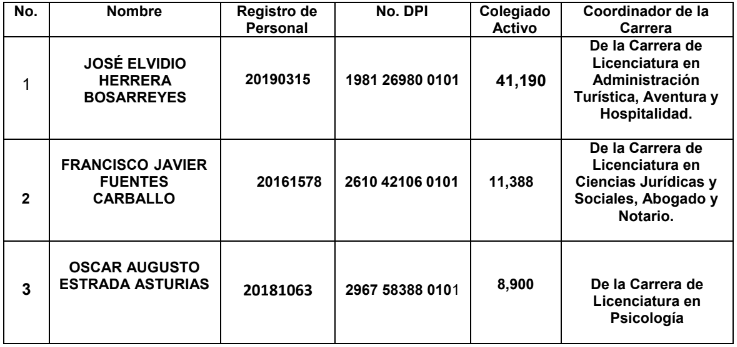 No. Nombre Registro de Personal No. DPI Colegiado Activo Coordinador de la Carrera
1 JOSÉ ELVIDIO HERRERA BOSARREYES 20190315 1981 26980 0101 41,190 De la Carrera de Licenciatura en Administración Turística, Aventura y Hospitalidad.
2 FRANCISCO JAVIER FUENTES CARBALLO 20161578 2610 42106 0101 11,388 De la Carrera de Licenciatura en Ciencias Jurídicas y Sociales, Abogado y Notario.
3 OSCAR AUGUSTO ESTRADA ASTURIAS 20181063 2967 58388 0101 8,900 De la Carrera de Licenciatura en Psicología